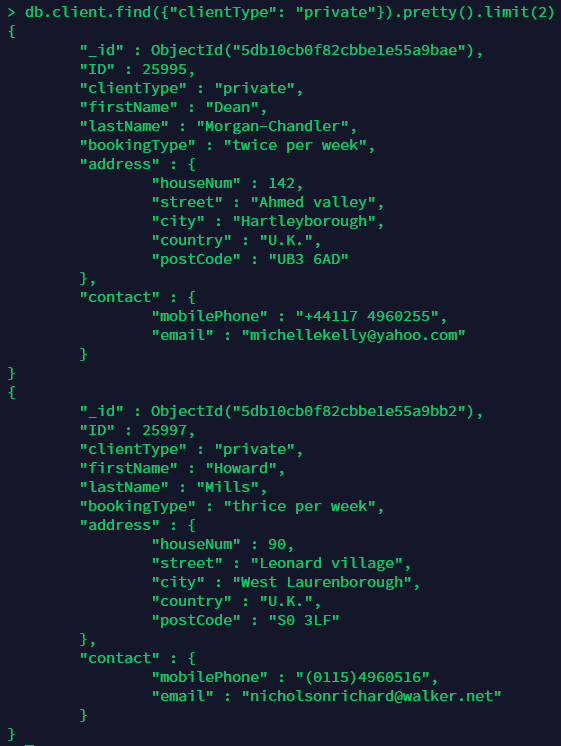 > db.client.find({"clientType": "private"}).pretty().limit(2)
{
        "_id" : ObjectId("5db10cb0f82cbbe1e55a9bae"),
        "ID" : 25995,
        "clientType" : "private",
        "firstName" : "Dean",
        "lastName" : "Morgan-Chandler",
        "bookingType" : "twice per week",
        "address" : {
                "houseNum" : 142,
                "street" : "Ahmed valley",
                "city" : "Hartleyborough",
                "country" : "U.K.",
                "postCode" : "UB3 6AD"
        },
        "contact" : {
                "mobilePhone" : "+44117 4960255",
                "email" : "michellekelly@yahoo.com"
        }
}
{
        "_id" : ObjectId("5db10cb0f82cbbe1e55a9bb2"),
        "ID" : 25997,
        "clientType" : "private",
        "firstName" : "Howard",
        "lastName" : "Mills",
        "bookingType" : "thrice per week",
        "address" : {
                "houseNum" : 90,
                "street" : "Leonard village",
                "city" : "West Laurenborough",
                "country" : "U.K.",
                "postCode" : "S0 3LF"
        },
        "contact" : {
                "mobilePhone" : "(0115)4960516",
                "email" : "nicholsonrichard@walker.net"
        }
}